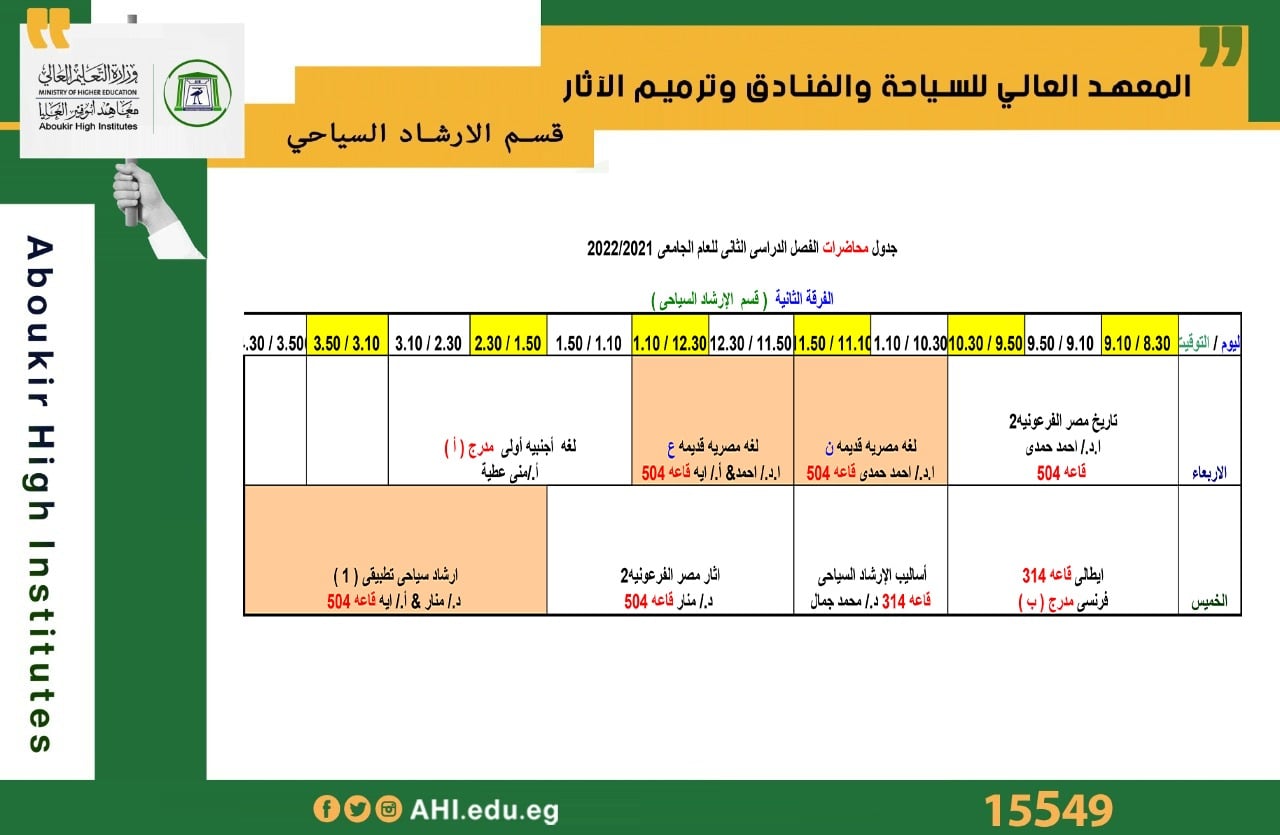 وزارة التعليم العالي
MINISTRY OF HIGHER EDUCATION
معاهد أبوقير العليا
Aboukir High Institutes
المعهد العالي للسياحة والفنادق وترميم الآثار
قسم الارشاد السياحي
Aboukir High Institutes
جدول محاضرات الفصل الدراسى الثانى للعام الجامعى 2022/2021
الفرقة الثانية ( قسم الإرشاد السياحى )
ليوم / التوقيت 9.10 / 8.30 9.50 / 9.10 10.30 / 9.50 1.10 / 10.30 1.50 / 11.10 12.30 / 11.50 1.10 / 12.30 1.50 / 1.10 2.30 / 1.50 3.10 / 2.30 3.50 / 3.10 .30 / 3.50
الاربعاء
تاريخ مصر الفرعونيه2
ا.د./ احمد حمدى
قاعه 504
لغه مصريه قديمه ن
ا.د./ احمد حمدى قاعه 504
لغه مصريه قديمه ع
ا.د./ احمد& أ./ ايه قاعه 504
لغه أجنبيه أولى مدرج ( أ )
أ./منى عطية
الخميس
ايطالى قاعه 314
فرنسى مدرج ( ب )
أساليب الإرشاد السياحى
قاعه 314 د./ محمد جمال
اثار مصر الفرعونيه2
د./ منار قاعه 504
ارشاد سياحى تطبيقى ( 1 )
د./ منار & أ./ ايه قاعه 504
AHI.edu.eg
15549